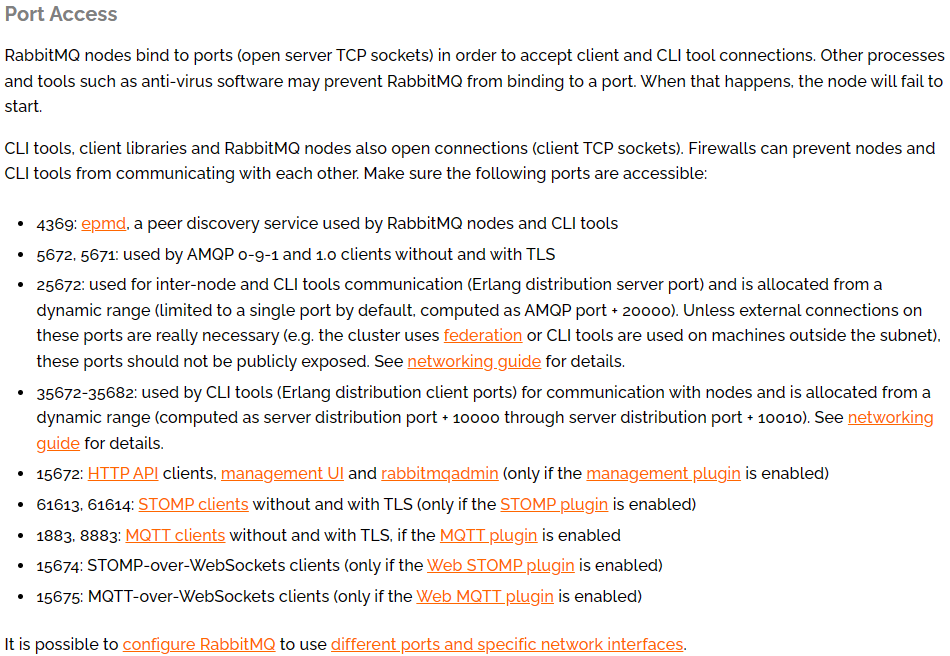 Port Access
RabbitMQ nodes bind to ports (open server TCP sockets) in order to accept client and CLI tool connections. Other processes
and tools such as anti-virus software may prevent RabbitMQ from binding to a port. When that happens, the node will fail to
start.
CLI tools, client libraries and RabbitMQ nodes also open connections (client TCP sockets). Firewalls can prevent nodes and
CLI tools from communicating with each other. Make sure the following ports are accessible:
• 4369: epmd, a peer discovery service used by RabbitMQ nodes and CLI tools
• 5672, 5671: used by AMQP 0-9-1 and 1.0 clients without and with TLS
• 25672: used for inter-node and CLI tools communication (Erlang distribution server port) and is allocated from a
dynamic range (limited to a single port by default, computed as AMQP port + 20000). Unless external connections on
these ports are really necessary (e.g. the cluster uses federation or CLI tools are used on machines outside the subnet),
these ports should not be publicly exposed. See networking guide for details.
• 35672-35682: used by CLI tools (Erlang distribution client ports) for communication with nodes and is allocated from a
dynamic range (computed as server distribution port + 10000 through server distribution port + 10010). See networking
guide for details.
• 15672: HTTP API clients, management UI and rabbitmqadmin (only if the management plugin is enabled)
• 61613, 61614: STOMP clients without and with TLS (only if the STOMP plugin is enabled)
• 1883, 8883: MQTT clients without and with TLS, if the MQTT plugin is enabled
• 15674: STOMP-over-WebSockets clients (only if the Web STOMP plugin is enabled)
• 15675: MQTT-over-WebSockets clients (only if the Web MQTT plugin is enabled)
It is possible to configure RabbitMQ to use different ports and specific network interfaces.